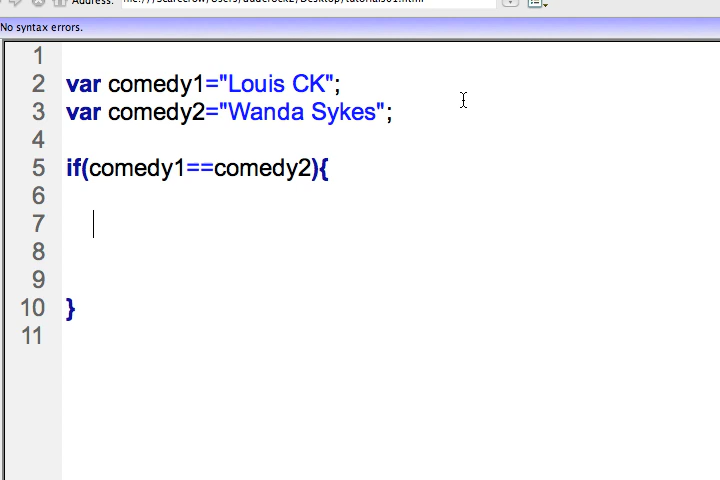 Address:
No syntax errors.
1
2 var comedy1="Louis CK";
3 var comedy2="Wanda Sykes";
4
5 if(comedy1==comedy2){
6
7
8
9
10 }
11